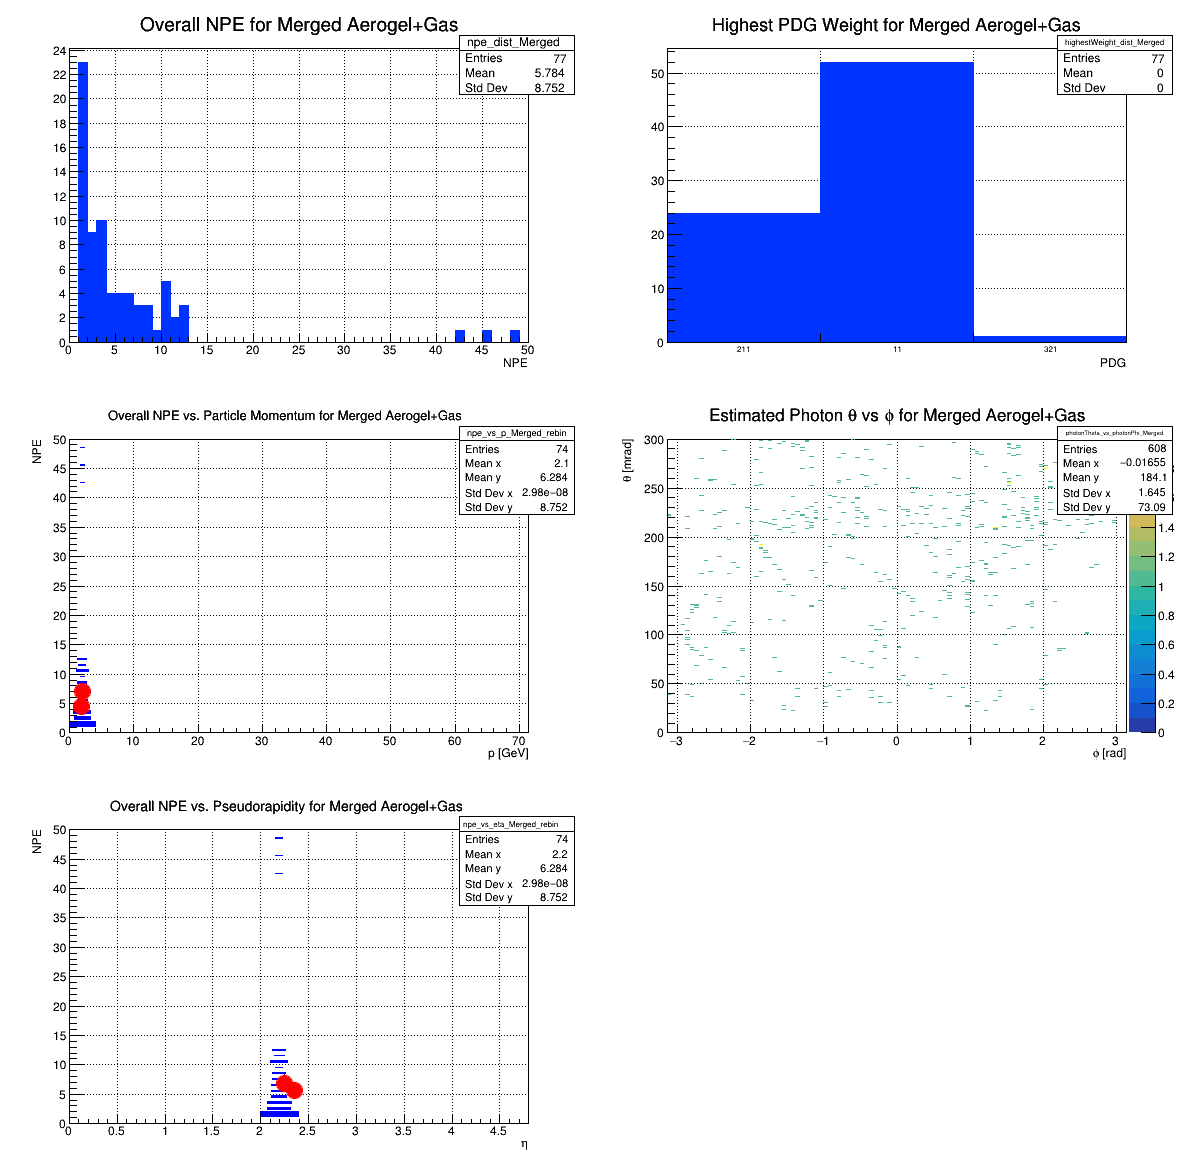 Overall NPE for Merged Aerogel+Gas
npe_dist_Merged
Entries 77
Mean 5.784
Std Dev 8.752
24
22
20
18
16
14
12
10
8
6
4
2
0
0 5 10 15 20 25 30 35 40 45 50
NPE
Highest PDG Weight for Merged Aerogel+Gas
highestWeight_dist_Merged
Entries 77
Mean 0
Std Dev 0
50
40
30
20
10
0
211 11 321
PDG
Overall NPE vs. Particle Momentum for Merged Aerogel+Gas
npe_vs_p_Merged_rebin
Entries 74
Mean x 2.1
Mean y 6.284
Std Dev x 2.98e−08
Std Dev y 8.752
NPE
50
45
40
35
30
25
20
15
10
5
0
0 10 20 30 40 50 60 70
p [GeV]
Estimated Photon θ vs ϕ for Merged Aerogel+Gas
photonTheta_vs_photonPhi_Merged
Entries 608
Mean x −0.01655
Mean y 184.1
Std Dev x 1.645
Std Dev y 73.09
θ [mrad]
300
250
200
150
100
50
0
−3 −2 −1 0 1 2 3
ϕ [rad]
1.4
1.2
1
0.8
0.6
0.4
0.2
0
Overall NPE vs. Pseudorapidity for Merged Aerogel+Gas
npe_vs_eta_Merged_rebin
Entries 74
Mean x 2.2
Mean y 6.284
Std Dev x 2.98e−08
Std Dev y 8.752
NPE
50
45
40
35
30
25
20
15
10
5
0
0 0.5 1 1.5 2 2.5 3 3.5 4 4.5
η